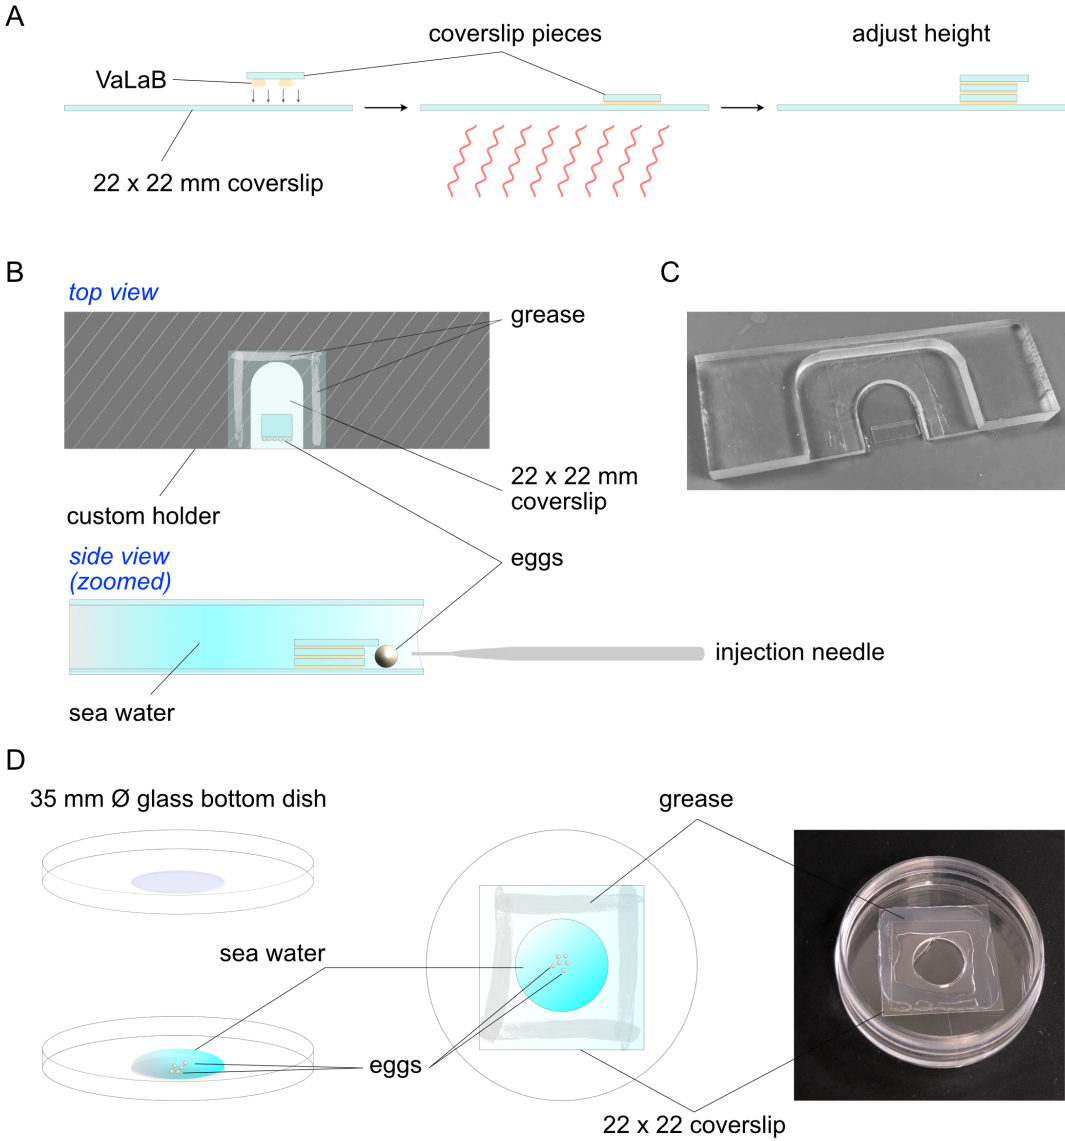 A
coverslip pieces
adjust height
VaLaB
22 x 22 mm coverslip
B
C
top view
grease
22 x 22 mm
coverslip
custom holder
eggs
side view
(zoomed)
injection needle
sea water
D
35 mm Ø glass bottom dish
grease
sea water
eggs
22 x 22 coverslip